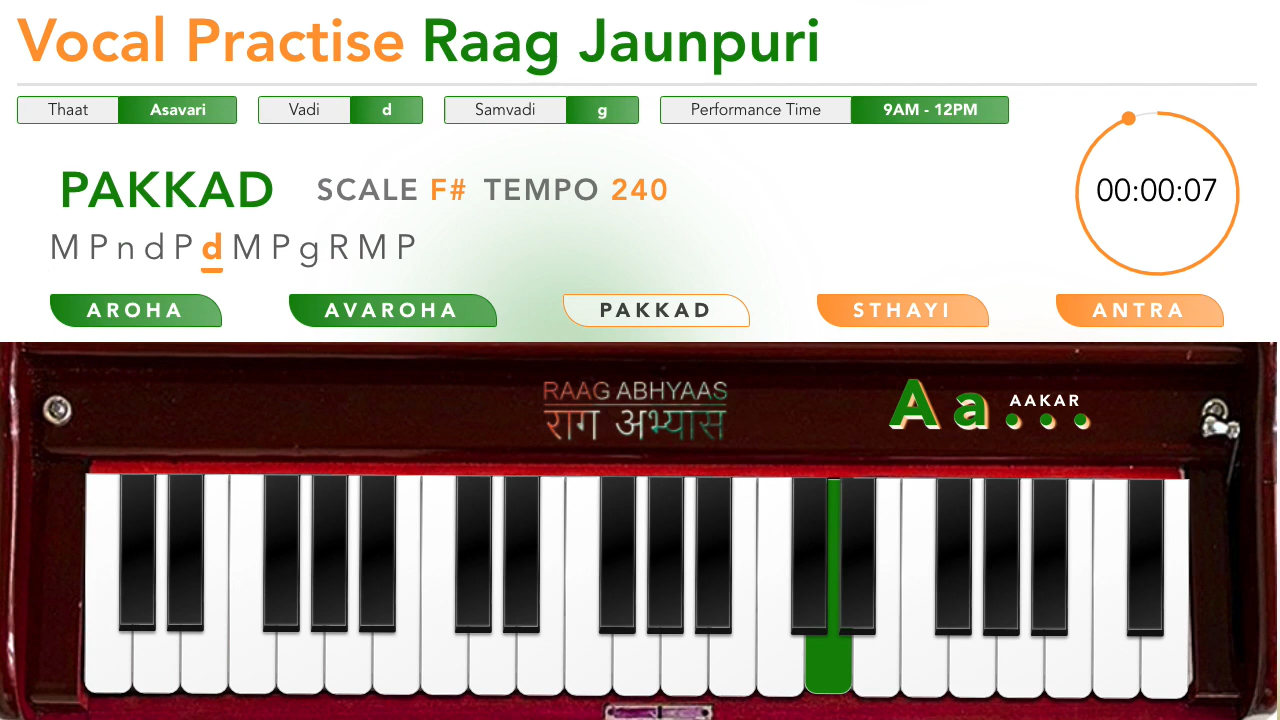 Vocal Practise Raag Jaunpuri
Thaat Asavari Vadi d Samvadi g Performance Time 9AM - 12PM
00:00:07
PAKKAD SCALE F# TEMPO 240
M P n d P d M P g R M P
AROHA AVAROHA PAKKAD STHAYI ANTRA
RAAG ABHYAAS
राग अभ्यास
A a . . . AAKAR